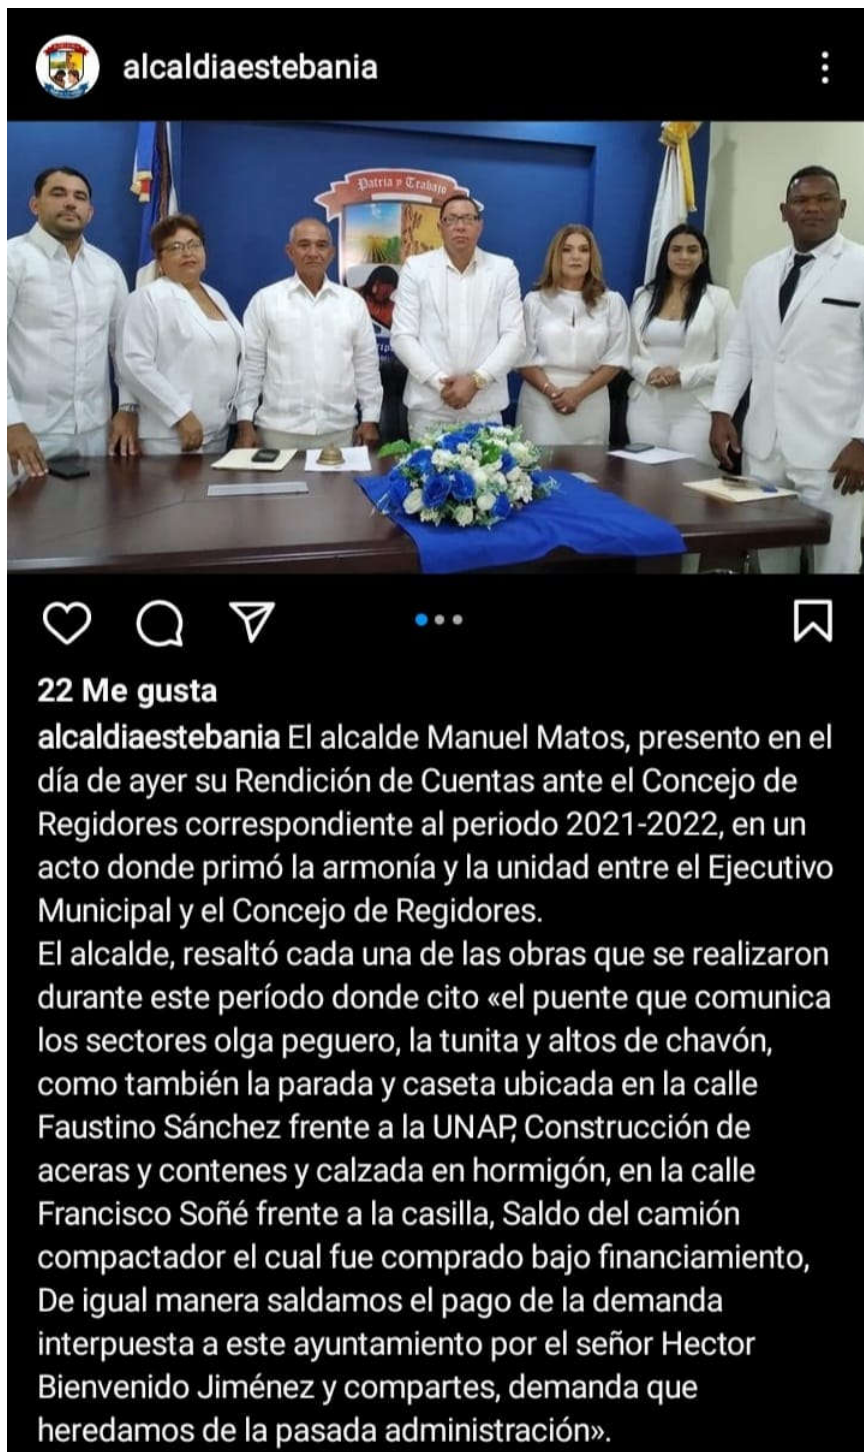 alcaldiaestebania
Patria y Trabajo
22 Me gusta
alcaldiaestebania El alcalde Manuel Matos, presento en el
día de ayer su Rendición de Cuentas ante el Concejo de
Regidores correspondiente al periodo 2021-2022, en un
acto donde primó la armonía y la unidad entre el Ejecutivo
Municipal y el Concejo de Regidores.
El alcalde, resaltó cada una de las obras que se realizaron
durante este período donde cito «el puente que comunica
los sectores olga peguero, la tunita y altos de chavón,
como también la parada y caseta ubicada en la calle
Faustino Sánchez frente a la UNAP, Construcción de
aceras y contenes y calzada en hormigón, en la calle
Francisco Soñé frente a la casilla, Saldo del camión
compactador el cual fue comprado bajo financiamiento,
De igual manera saldamos el pago de la demanda
interpuesta a este ayuntamiento por el señor Hector
Bienvenido Jiménez y compartes, demanda que
heredamos de la pasada administración».